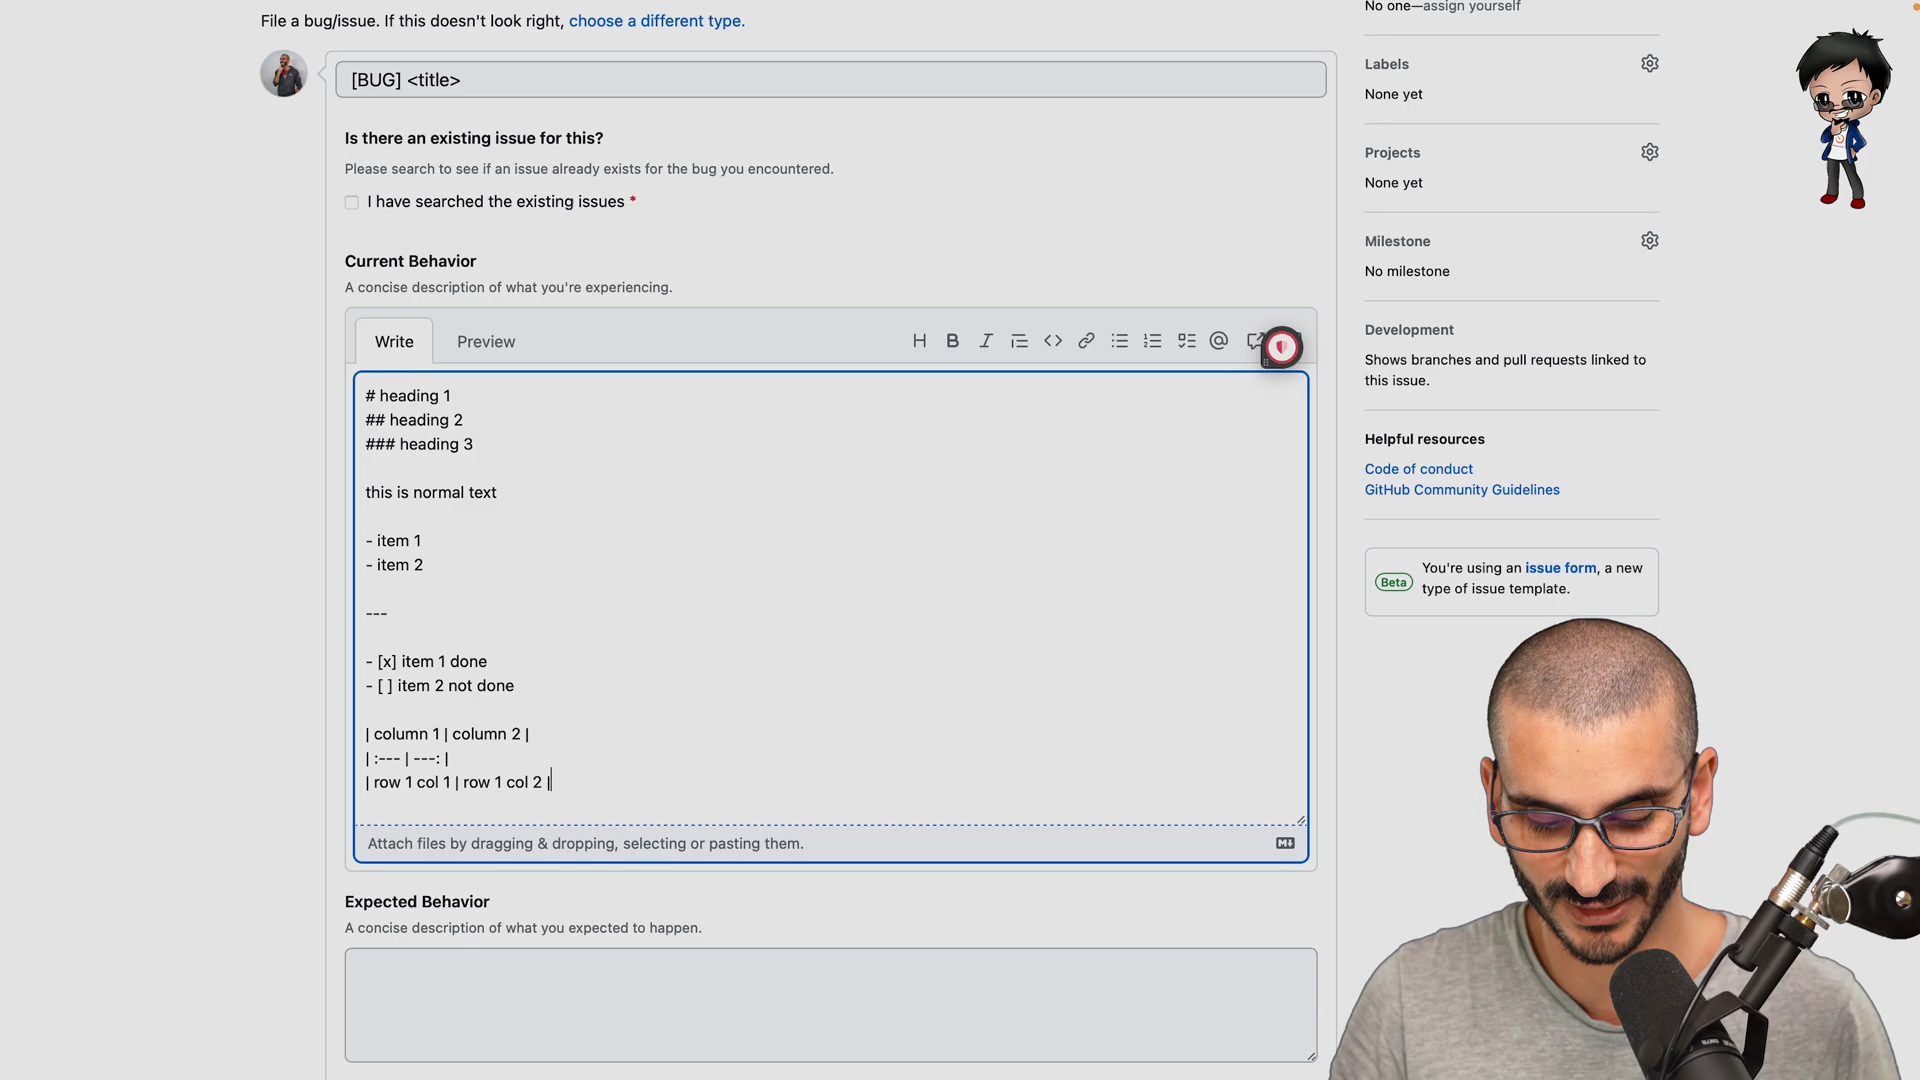 File a bug/issue. If this doesn't look right, choose a different type.
[BUG] <title>
Is there an existing issue for this?
Please search to see if an issue already exists for the bug you encountered.
I have searched the existing issues *
Current Behavior
A concise description of what you're experiencing.
Write Preview
# heading 1
## heading 2
### heading 3
this is normal text
- item 1
- item 2
---
- [x] item 1 done
- [ ] item 2 not done
| column 1 | column 2 |
| :--- | ---: |
| row 1 col 1 | row 1 col 2 |
Attach files by dragging & dropping, selecting or pasting them.
Expected Behavior
A concise description of what you expected to happen.
No one—assign yourself
Labels
None yet
Projects
None yet
Milestone
No milestone
Development
Shows branches and pull requests linked to
this issue.
Helpful resources
Code of conduct
GitHub Community Guidelines
Beta
You're using an issue form, a new
type of issue template.